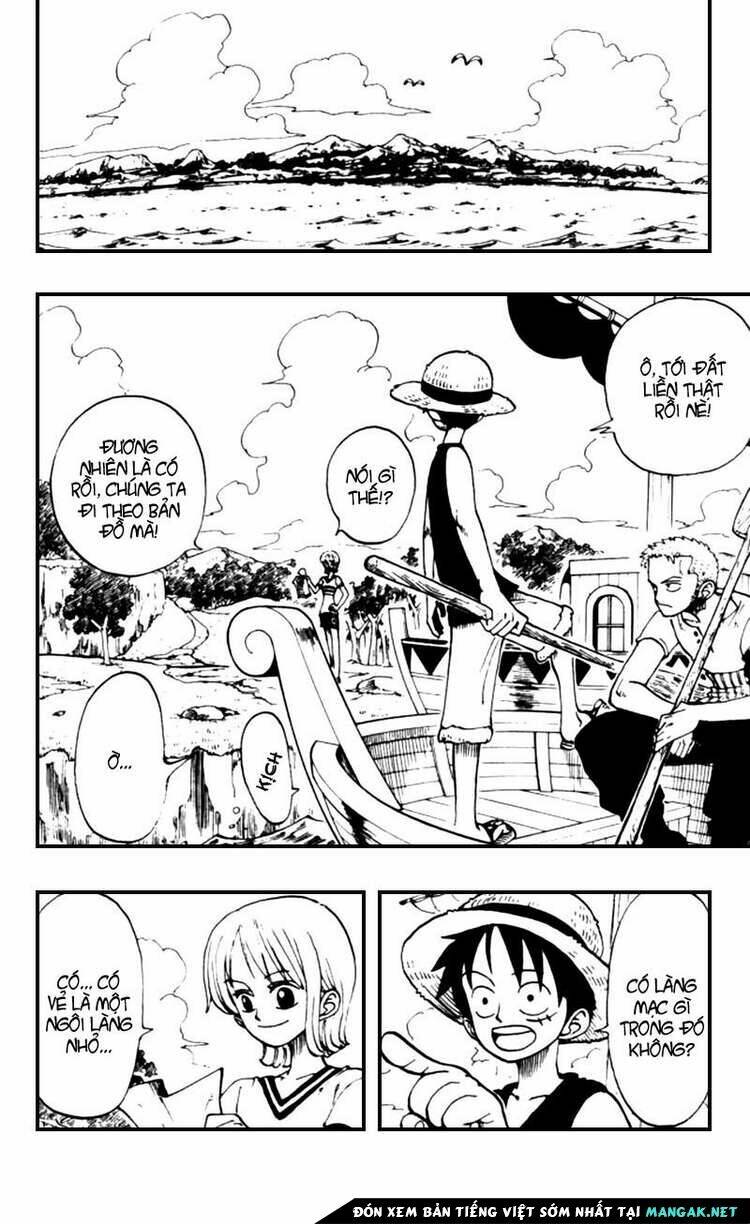 Ô, TỚI ĐẤT
LIỀN THẬT
RỒI NÈ!
NÓI GÌ
THẾ!?
ĐƯƠNG
NHIÊN LÀ CÓ
RỒI, CHÚNG TA
ĐI THEO BẢN
ĐỒ MÀ!
KỊCH
Ờ...
CÓ LÀNG
MẠC GÌ
TRONG ĐÓ
KHÔNG?
CÓ... CÓ
VẺ LÀ MỘT
NGÔI LÀNG
NHỎ...
ĐÓN XEM BẢN TIẾNG VIỆT SỚM NHẤT TẠI MANGAK.NET